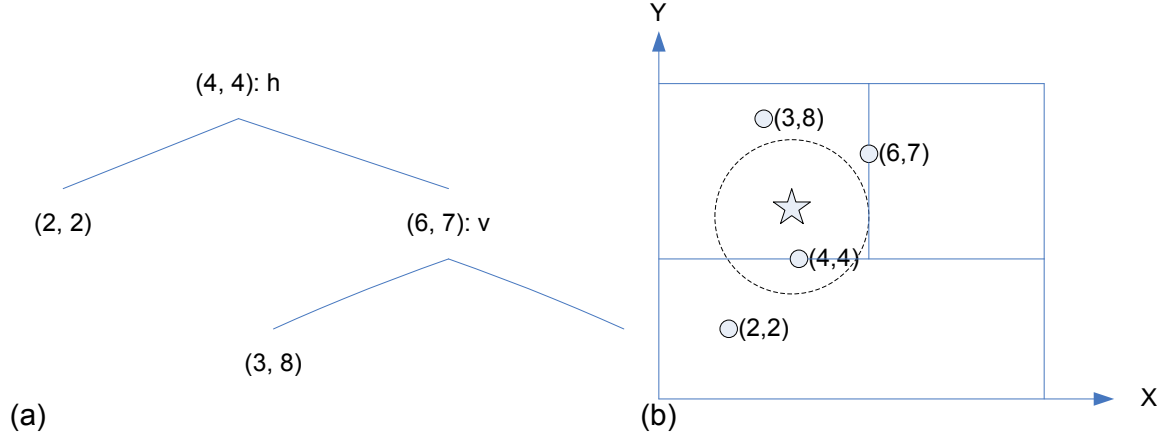 (4, 4): h
(2, 2)
(6, 7): v
(3, 8)
(a)
Y
(3,8)
(6,7)
(4,4)
(2,2)
X
(b)